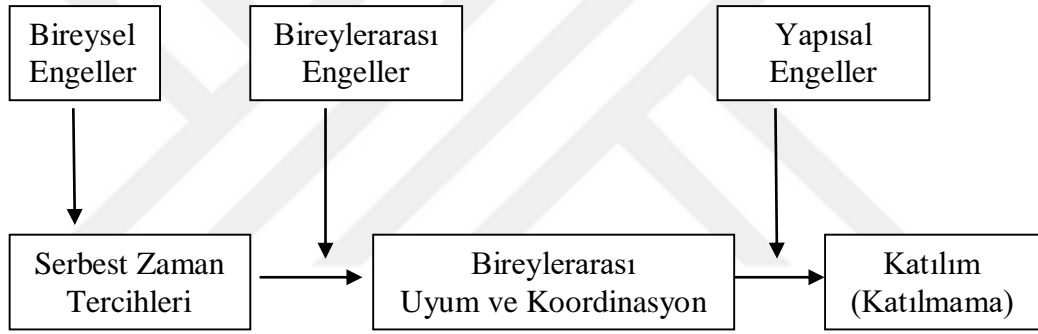 Bireysel
Engeller
Bireylerarası
Engeller
Yapısal
Engeller
Serbest Zaman
Tercihleri
Bireylerarası
Uyum ve Koordinasyon
Katılım
(Katılmama)